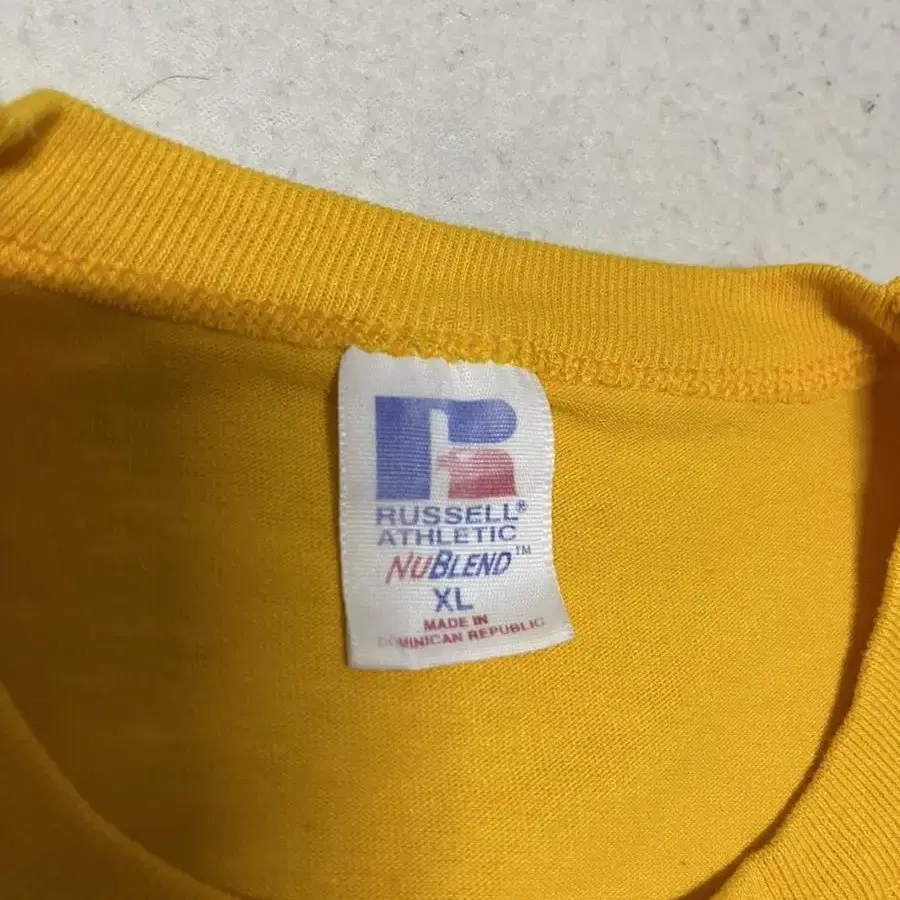 RUSSELL®
ATHLETIC
NUBLEND™
XL
MADE IN
DOMINICAN REPUBLIC